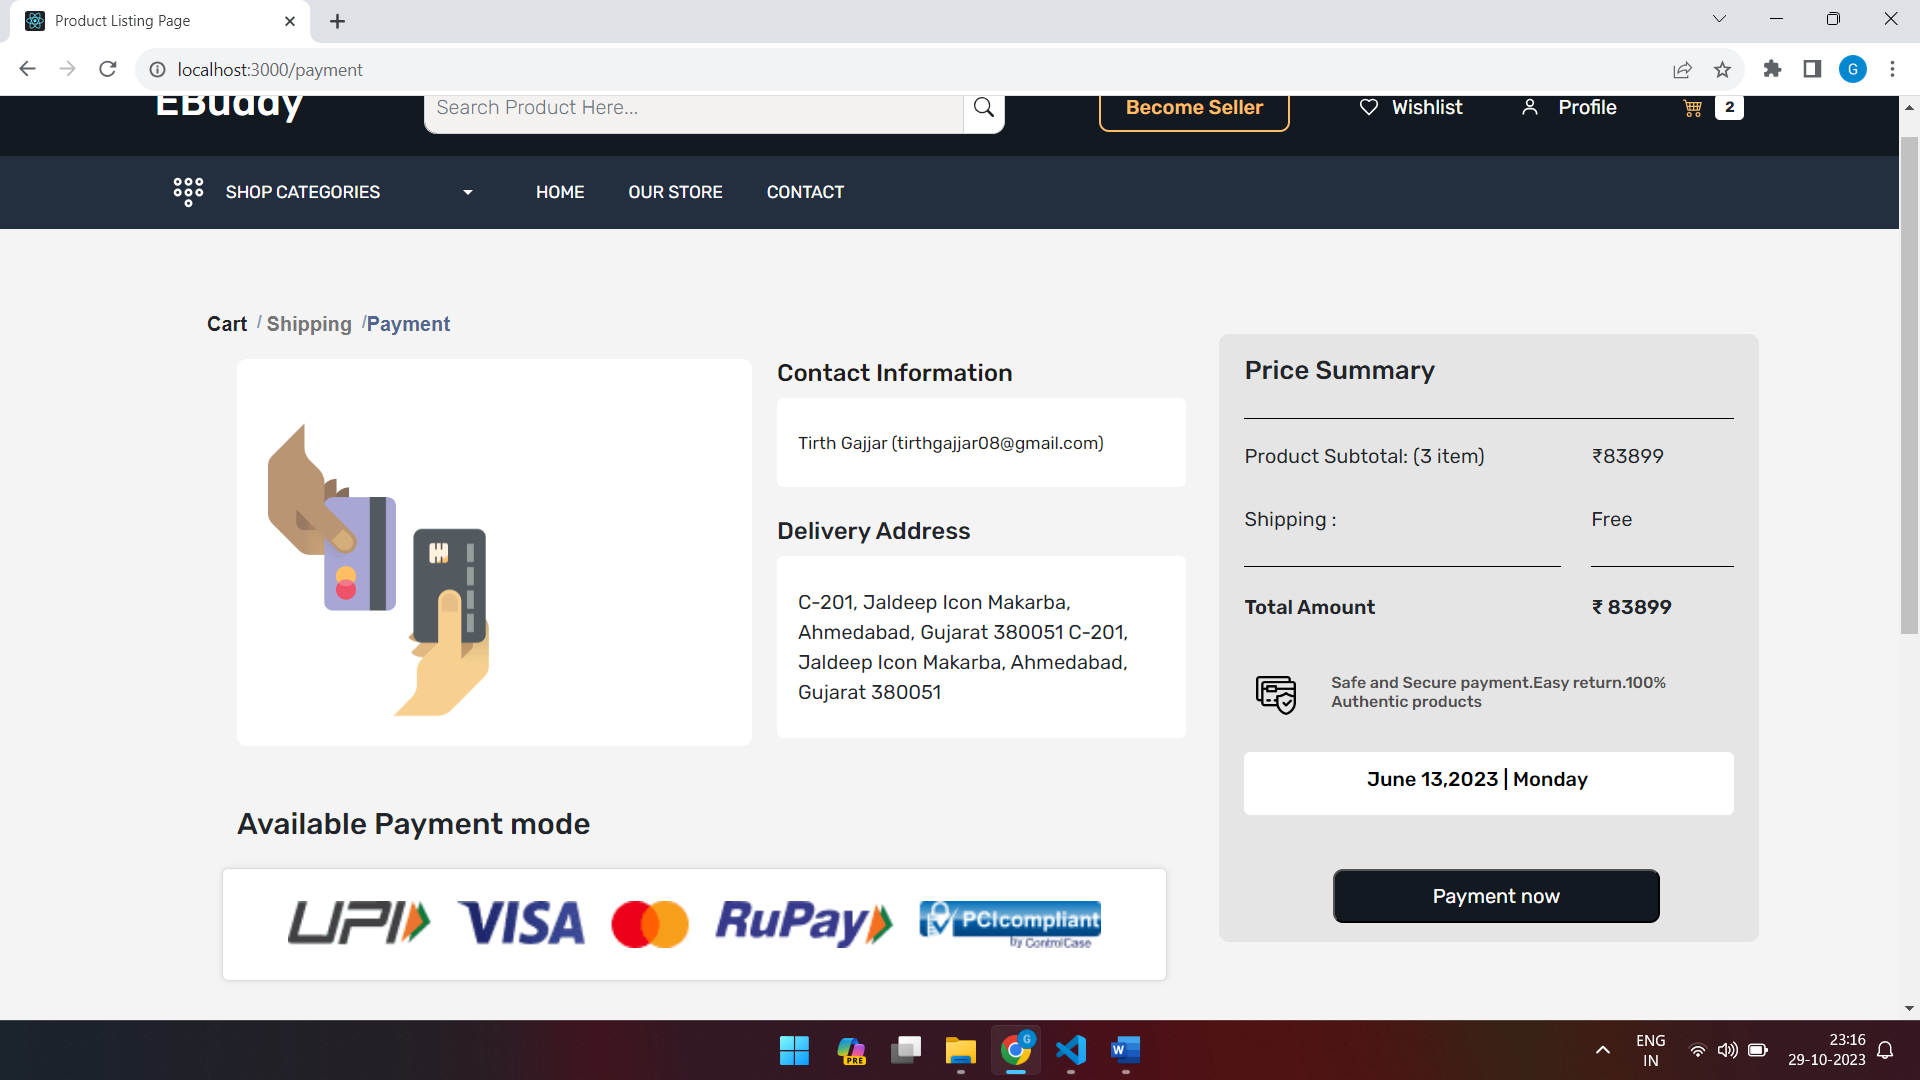 Product Listing Page
localhost:3000/payment
G
EBuddy
Search Product Here...
Become Seller
Wishlist
Profile
2
SHOP CATEGORIES
HOME
OUR STORE
CONTACT
Cart / Shipping /Payment
Contact Information
Tirth Gajjar (tirthgajjar08@gmail.com)
Delivery Address
C-201, Jaldeep Icon Makarba,
Ahmedabad, Gujarat 380051 C-201,
Jaldeep Icon Makarba, Ahmedabad,
Gujarat 380051
Price Summary
Product Subtotal: (3 item) ₹83899
Shipping : Free
Total Amount ₹ 83899
Safe and Secure payment.Easy return.100%
Authentic products
June 13,2023 | Monday
Payment now
Available Payment mode
UPI VISA RuPay PCIcompliant
by ControlCase
PRE
G
W
ENG
IN
23:16
29-10-2023